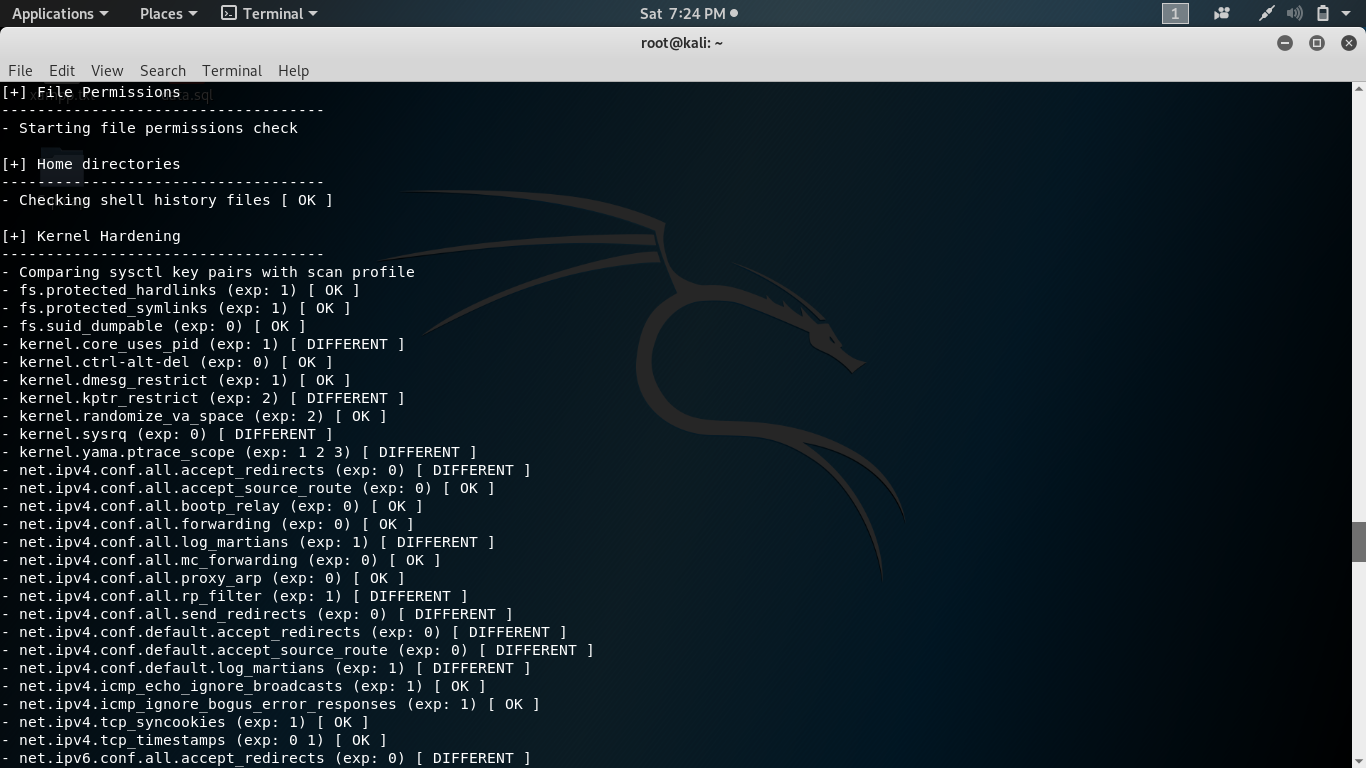 Applications Places Terminal Sat 7:24 PM 1
root@kali: ~
File Edit View Search Terminal Help
[+] File Permissions
------------------------------------
- Starting file permissions check
[+] Home directories
------------------------------------
- Checking shell history files [ OK ]
[+] Kernel Hardening
------------------------------------
- Comparing sysctl key pairs with scan profile
- fs.protected_hardlinks (exp: 1) [ OK ]
- fs.protected_symlinks (exp: 1) [ OK ]
- fs.suid_dumpable (exp: 0) [ OK ]
- kernel.core_uses_pid (exp: 1) [ DIFFERENT ]
- kernel.ctrl-alt-del (exp: 0) [ OK ]
- kernel.dmesg_restrict (exp: 1) [ OK ]
- kernel.kptr_restrict (exp: 2) [ DIFFERENT ]
- kernel.randomize_va_space (exp: 2) [ OK ]
- kernel.sysrq (exp: 0) [ DIFFERENT ]
- kernel.yama.ptrace_scope (exp: 1 2 3) [ DIFFERENT ]
- net.ipv4.conf.all.accept_redirects (exp: 0) [ DIFFERENT ]
- net.ipv4.conf.all.accept_source_route (exp: 0) [ OK ]
- net.ipv4.conf.all.bootp_relay (exp: 0) [ OK ]
- net.ipv4.conf.all.forwarding (exp: 0) [ OK ]
- net.ipv4.conf.all.log_martians (exp: 1) [ DIFFERENT ]
- net.ipv4.conf.all.mc_forwarding (exp: 0) [ OK ]
- net.ipv4.conf.all.proxy_arp (exp: 0) [ OK ]
- net.ipv4.conf.all.rp_filter (exp: 1) [ DIFFERENT ]
- net.ipv4.conf.all.send_redirects (exp: 0) [ DIFFERENT ]
- net.ipv4.conf.default.accept_redirects (exp: 0) [ DIFFERENT ]
- net.ipv4.conf.default.accept_source_route (exp: 0) [ DIFFERENT ]
- net.ipv4.conf.default.log_martians (exp: 1) [ DIFFERENT ]
- net.ipv4.icmp_echo_ignore_broadcasts (exp: 1) [ OK ]
- net.ipv4.icmp_ignore_bogus_error_responses (exp: 1) [ OK ]
- net.ipv4.tcp_syncookies (exp: 1) [ OK ]
- net.ipv4.tcp_timestamps (exp: 0 1) [ OK ]
- net.ipv6.conf.all.accept_redirects (exp: 0) [ DIFFERENT ]